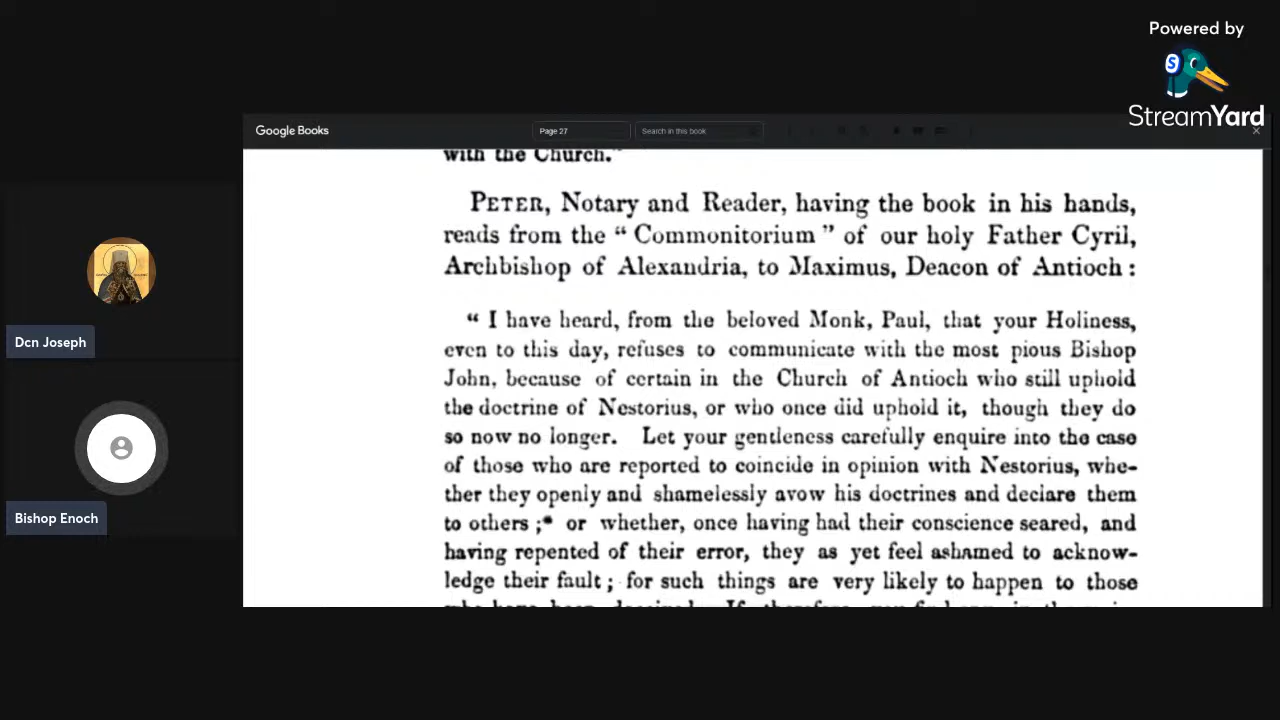 Powered by
StreamYard
Google Books
Page 27
Search in this book
with the Church."
PETER, Notary and Reader, having the book in his hands,
reads from the "Commonitorium" of our holy Father Cyril,
Archbishop of Alexandria, to Maximus, Deacon of Antioch:
"I have heard, from the beloved Monk, Paul, that your Holiness,
even to this day, refuses to communicate with the most pious Bishop
John, because of certain in the Church of Antioch who still uphold
the doctrine of Nestorius, or who once did uphold it, though they do
so now no longer. Let your gentleness carefully enquire into the case
of those who are reported to coincide in opinion with Nestorius, whe-
ther they openly and shamelessly avow his doctrines and declare them
to others;* or whether, once having had their conscience seared, and
having repented of their error, they as yet feel ashamed to acknow-
ledge their fault; for such things are very likely to happen to those
Dcn Joseph
Bishop Enoch